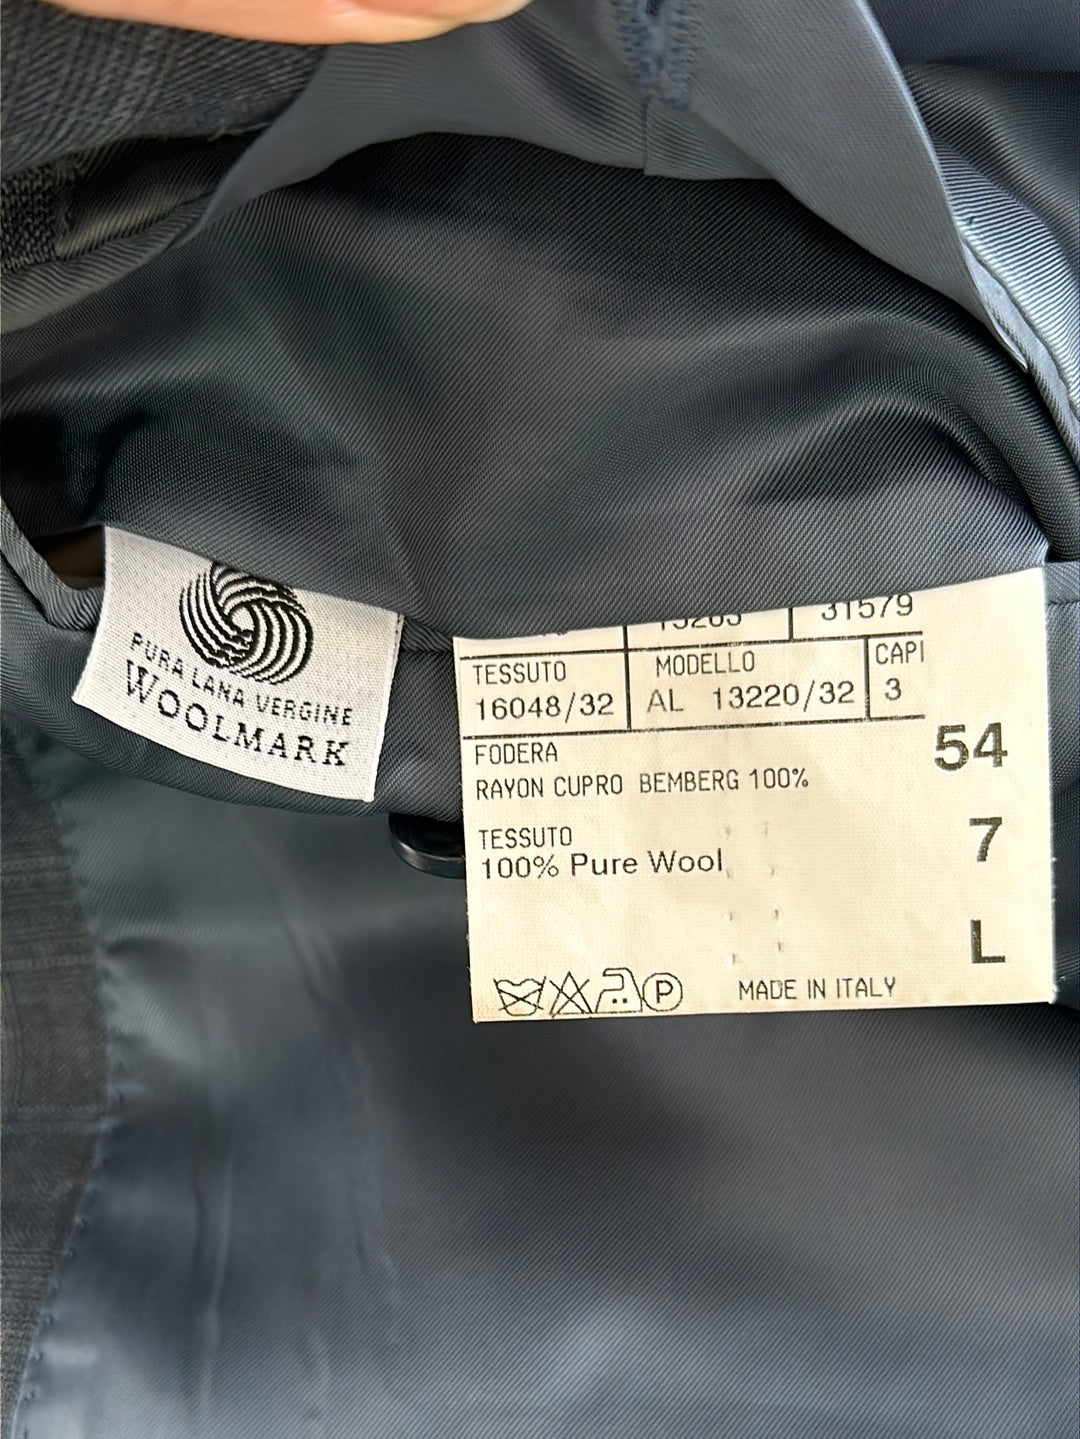 PURA LANA VERGINE
WOOLMARK
13203 31579
TESSUTO MODELLO CAPI
16048/32 AL 13220/32 3
FODERA
RAYON CUPRO BEMBERG 100%
54
TESSUTO
100% Pure Wool
7
L
P
MADE IN ITALY